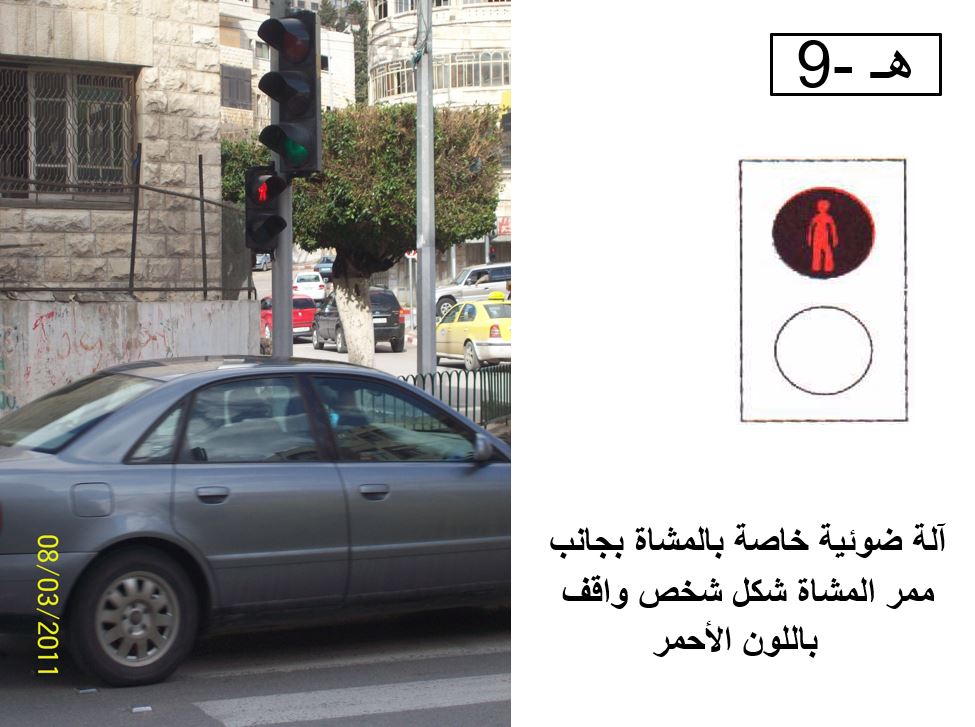 هـ -9
آلة ضوئية خاصة بالمشاة بجانب
ممر المشاة شكل شخص واقف
باللون الأحمر
08/03/2011